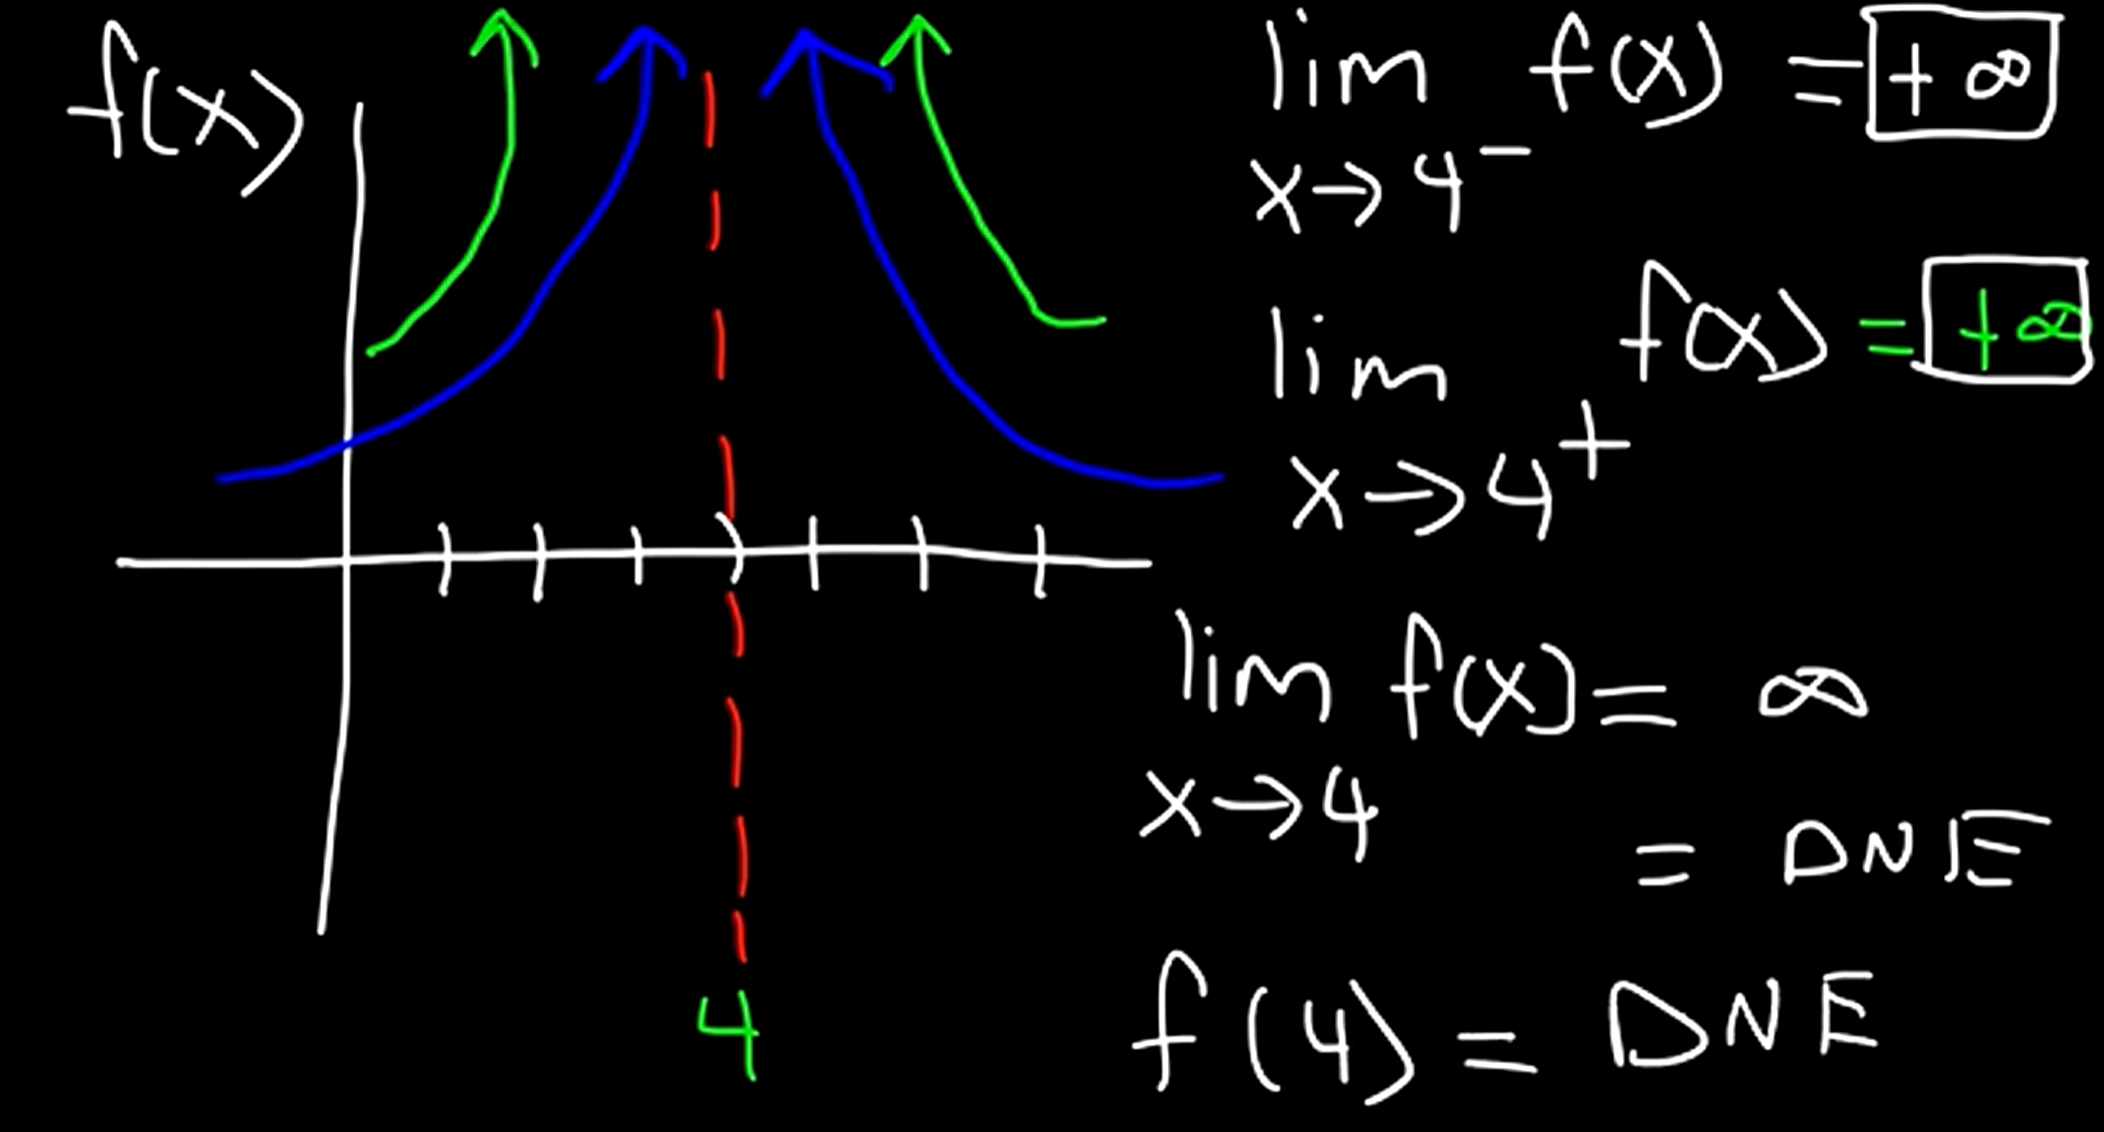 f(x)
lim f(x) = +∞
x→4⁻
lim f(x) = +∞
x→4⁺
lim f(x) = ∞
x→4
= DNE
f(4) = DNE
4